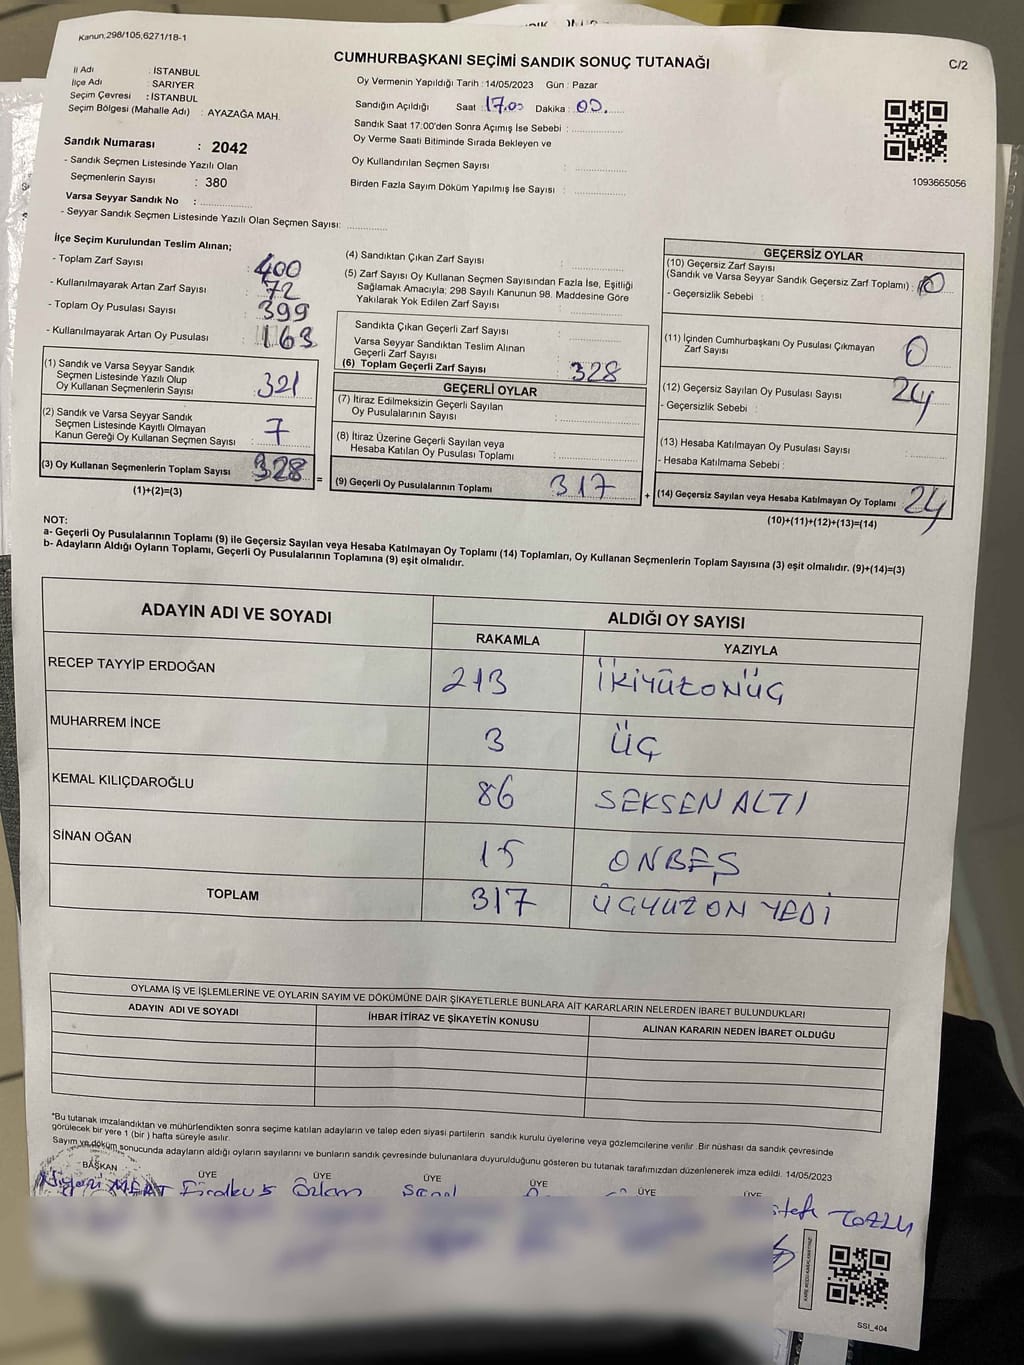 Kanun,298/105,6271/18-1
CUMHURBAŞKANI SEÇİMİ SANDIK SONUÇ TUTANAĞI
C/2
İl Adı : İSTANBUL
İlçe Adı : SARIYER
Seçim Çevresi : İSTANBUL
Seçim Bölgesi (Mahalle Adı) : AYAZAĞA MAH.
Oy Vermenin Yapıldığı Tarih : 14/05/2023 Gün : Pazar
Sandığın Açıldığı Saat : 17.00 Dakika : 00.
Sandık Saat 17:00'den Sonra Açımış İse Sebebi :
Oy Verme Saati Bitiminde Sırada Bekleyen ve
Oy Kullandırılan Seçmen Sayısı :
Birden Fazla Sayım Döküm Yapılmış İse Sayısı :
1093665056
Sandık Numarası : 2042
- Sandık Seçmen Listesinde Yazılı Olan
Seçmenlerin Sayısı : 380
Varsa Seyyar Sandık No :
- Seyyar Sandık Seçmen Listesinde Yazılı Olan Seçmen Sayısı:
İlçe Seçim Kurulundan Teslim Alınan;
- Toplam Zarf Sayısı : 400
- Kullanılmayarak Artan Zarf Sayısı : 72
- Toplam Oy Pusulası Sayısı : 399
- Kullanılmayarak Artan Oy Pusulası : 163
(1) Sandık ve Varsa Seyyar Sandık
Seçmen Listesinde Yazılı Olup
Oy Kullanan Seçmenlerin Sayısı : 321
(2) Sandık ve Varsa Seyyar Sandık
Seçmen Listesinde Kayıtlı Olmayan
Kanun Gereği Oy Kullanan Seçmen Sayısı : 7
(3) Oy Kullanan Seçmenlerin Toplam Sayısı 328
(1)+(2)=(3)
=
(4) Sandıktan Çıkan Zarf Sayısı :
(5) Zarf Sayısı Oy Kullanan Seçmen Sayısından Fazla İse, Eşitliği
Sağlamak Amacıyla; 298 Sayılı Kanunun 98. Maddesine Göre
Yakılarak Yok Edilen Zarf Sayısı :
Sandıkta Çıkan Geçerli Zarf Sayısı :
Varsa Seyyar Sandıktan Teslim Alınan
Geçerli Zarf Sayısı :
(6) Toplam Geçerli Zarf Sayısı : 328
GEÇERLİ OYLAR
(7) İtiraz Edilmeksizin Geçerli Sayılan
Oy Pusulalarının Sayısı :
(8) İtiraz Üzerine Geçerli Sayılan veya
Hesaba Katılan Oy Pusulası Toplamı :
(9) Geçerli Oy Pusulalarının Toplamı 317
+
GEÇERSİZ OYLAR
(10) Geçersiz Zarf Sayısı
(Sandık ve Varsa Seyyar Sandık Geçersiz Zarf Toplamı) : 0
- Geçersizlik Sebebi :
(11) İçinden Cumhurbaşkanı Oy Pusulası Çıkmayan
Zarf Sayısı : 0
(12) Geçersiz Sayılan Oy Pusulası Sayısı : 24
- Geçersizlik Sebebi :
(13) Hesaba Katılmayan Oy Pusulası Sayısı :
- Hesaba Katılmama Sebebi :
(14) Geçersiz Sayılan veya Hesaba Katılmayan Oy Toplamı 24
(10)+(11)+(12)+(13)=(14)
NOT:
a- Geçerli Oy Pusulalarının Toplamı (9) ile Geçersiz Sayılan veya Hesaba Katılmayan Oy Toplamı (14) Toplamları, Oy Kullanan Seçmenlerin Toplam Sayısına (3) eşit olmalıdır. (9)+(14)=(3)
b- Adayların Aldığı Oyların Toplamı, Geçerli Oy Pusulalarının Toplamına (9) eşit olmalıdır.
ADAYIN ADI VE SOYADI
ALDIĞI OY SAYISI
RAKAMLA YAZIYLA
RECEP TAYYİP ERDOĞAN 213 İKİYÜZONÜÇ
MUHARREM İNCE 3 ÜÇ
KEMAL KILIÇDAROĞLU 86 SEKSEN ALTI
SİNAN OĞAN 15 ONBEŞ
TOPLAM 317 ÜÇYÜZ ON YEDİ
OYLAMA İŞ VE İŞLEMLERİNE VE OYLARIN SAYIM VE DÖKÜMÜNE DAİR ŞİKAYETLERLE BUNLARA AİT KARARLARIN NELERDEN İBARET BULUNDUKLARI
ADAYIN ADI VE SOYADI İHBAR İTİRAZ VE ŞİKAYETİN KONUSU ALINAN KARARIN NEDEN İBARET OLDUĞU
*Bu tutanak imzalandıktan ve mühürlendikten sonra seçime katılan adayların ve talep eden siyasi partilerin sandık kurulu üyelerine veya gözlemcilerine verilir. Bir nüshası da sandık çevresinde
görülecek bir yere 1 (bir) hafta süreyle asılır.
Sayım ve döküm sonucunda adayların aldığı oyların sayılarını ve bunların sandık çevresinde bulunanlara duyurulduğunu gösteren bu tutanak tarafımızdan düzenlenerek imza edildi. 14/05/2023
BAŞKAN ÜYE ÜYE ÜYE ÜYE ÜYE ÜYE
MERT
SSİ_404